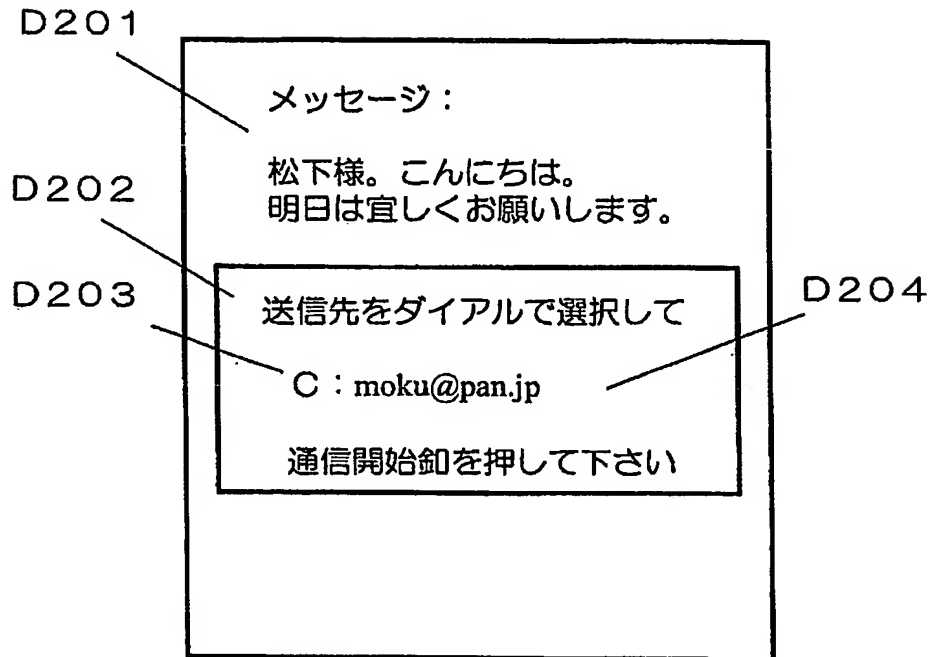 D201
メッセージ:
松下様。こんにちは。
D202
明日は宜しくお願いします。
D203
送信先をダイアルで選択して
D204
C:moku@pan.jp
通信開始釦を押して下さい